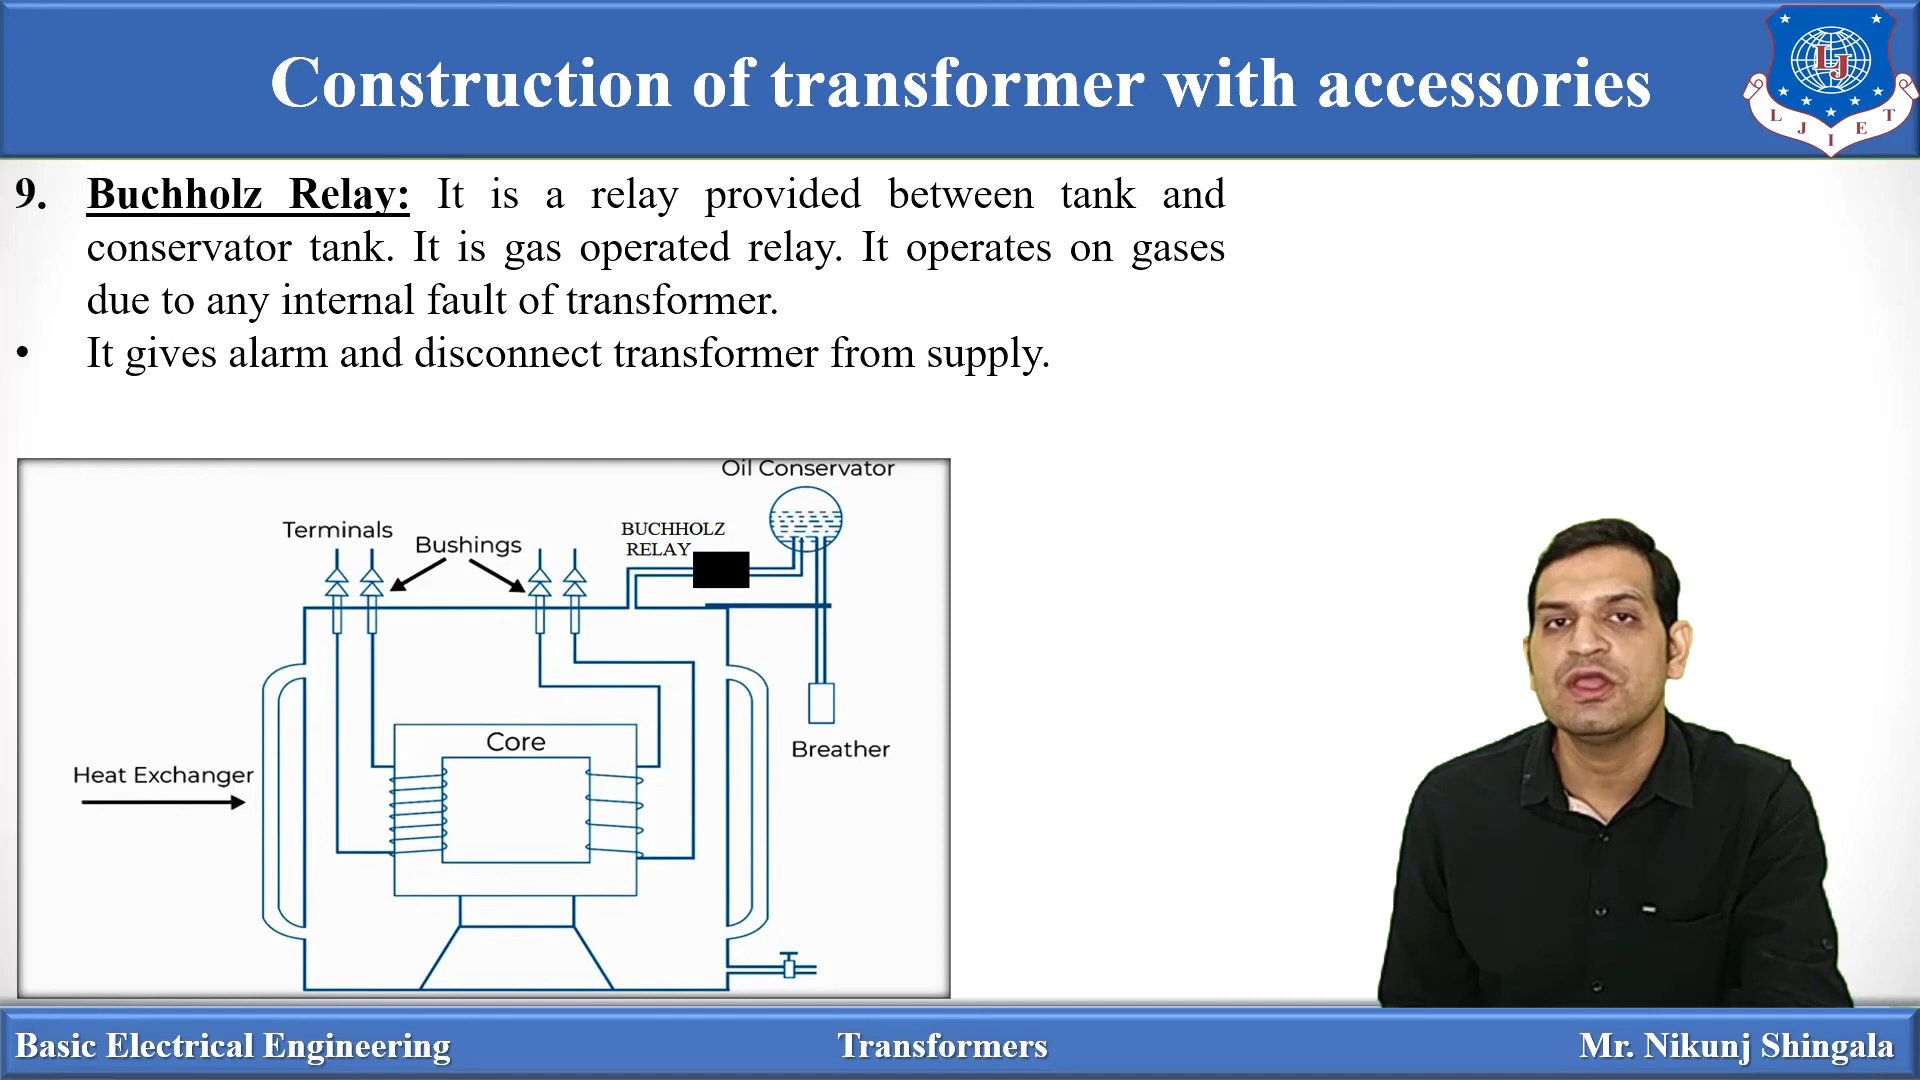 Construction of transformer with accessories
LJ
L J I E T
9. Buchholz Relay: It is a relay provided between tank and
conservator tank. It is gas operated relay. It operates on gases
due to any internal fault of transformer.
• It gives alarm and disconnect transformer from supply.
Oil Conservator
Terminals
Bushings
BUCHHOLZ
RELAY
Core
Breather
Heat Exchanger
Basic Electrical Engineering
Transformers
Mr. Nikunj Shingala